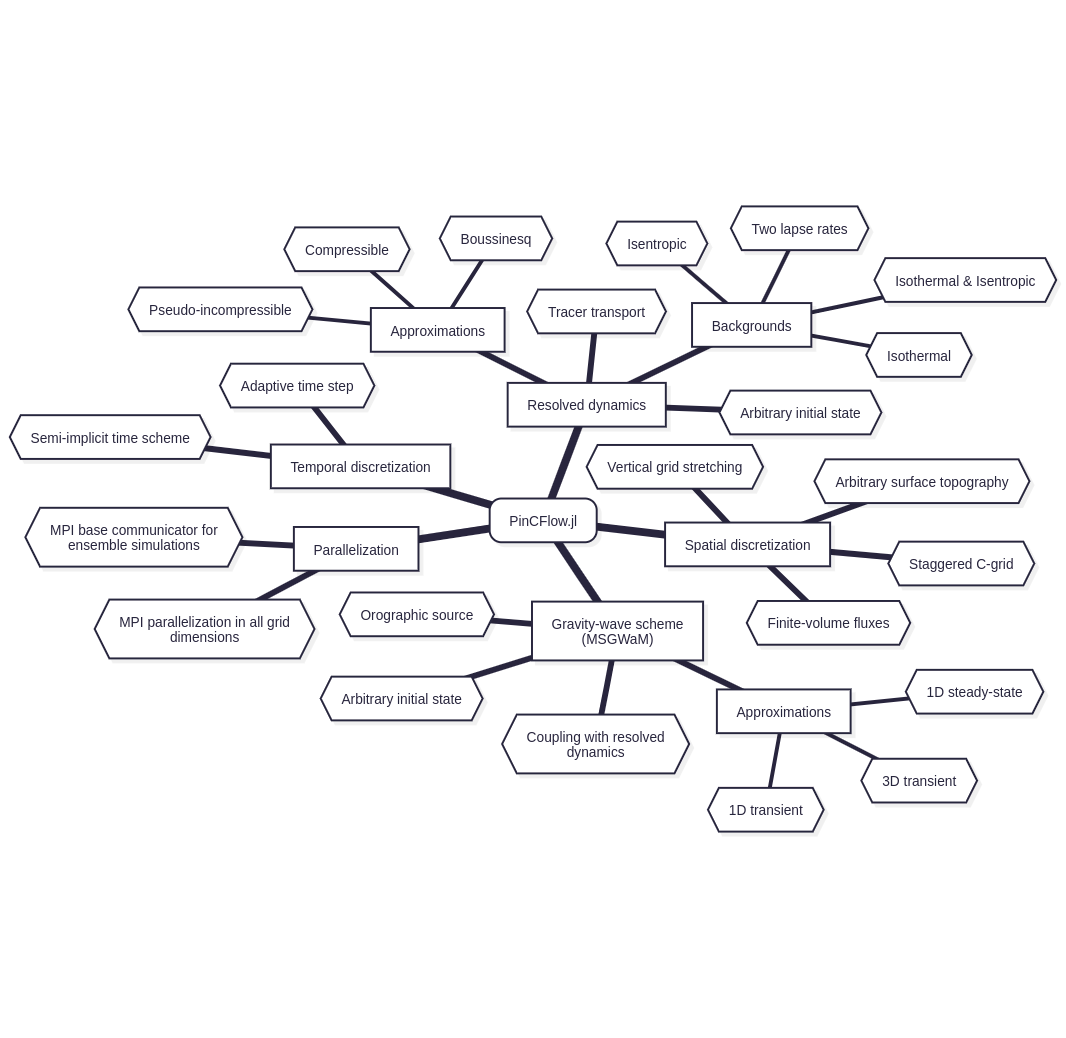 Two lapse rates
Boussinesq
Isentropic
Compressible
Isothermal & Isentropic
Pseudo-incompressible
Tracer transport
Approximations
Backgrounds
Isothermal
Adaptive time step
Resolved dynamics
Arbitrary initial state
Semi-implicit time scheme
Temporal discretization
Vertical grid stretching
Arbitrary surface topography
PinCFlow.jl
MPI base communicator for
ensemble simulations
Parallelization
Spatial discretization
Staggered C-grid
Orographic source
Gravity-wave scheme
(MSGWaM)
Finite-volume fluxes
MPI parallelization in all grid
dimensions
Arbitrary initial state
1D steady-state
Approximations
Coupling with resolved
dynamics
3D transient
1D transient